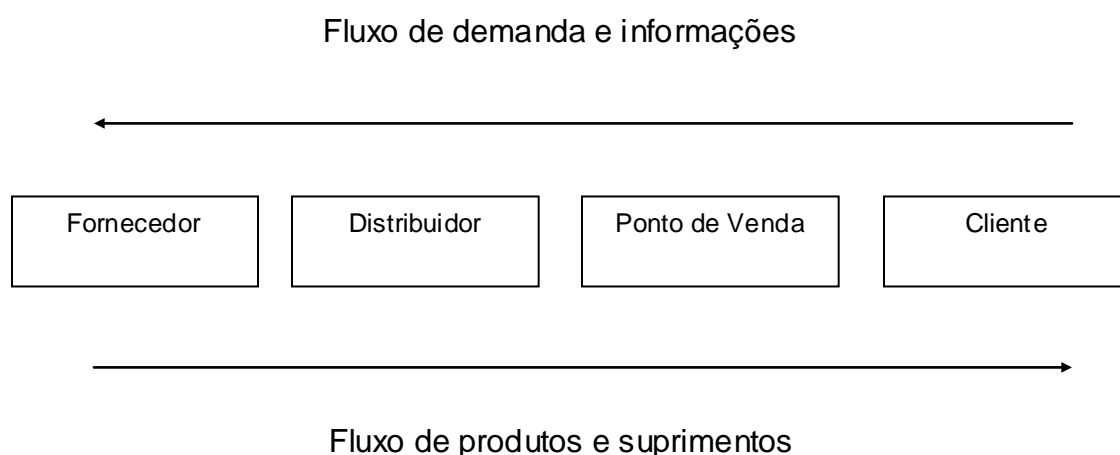 Fluxo de demanda e informações
Fornecedor
Distribuidor
Ponto de Venda
Cliente
Fluxo de produtos e suprimentos